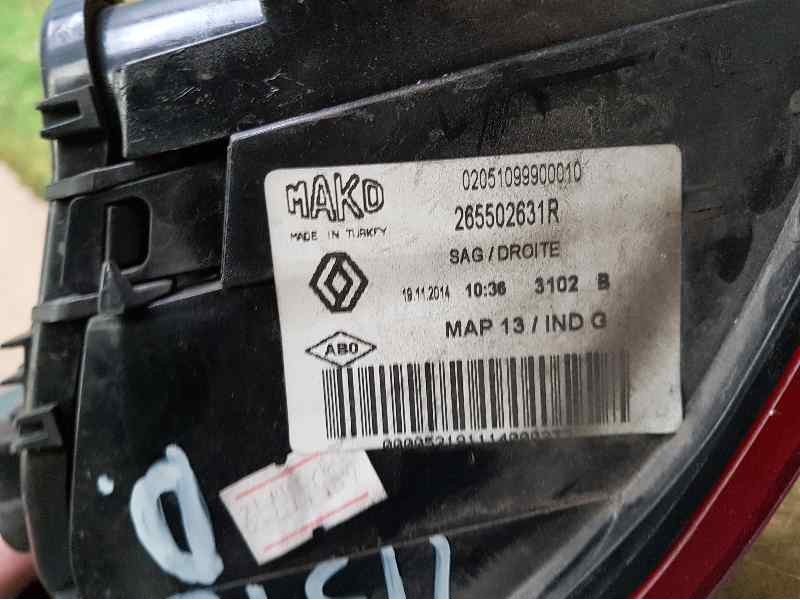 MAKO
MADE IN TURKEY
02051099900010
265502631R
SAG / DROITE
19.11.2014 10:36 3102 B
MAP 13 / IND G
ABO